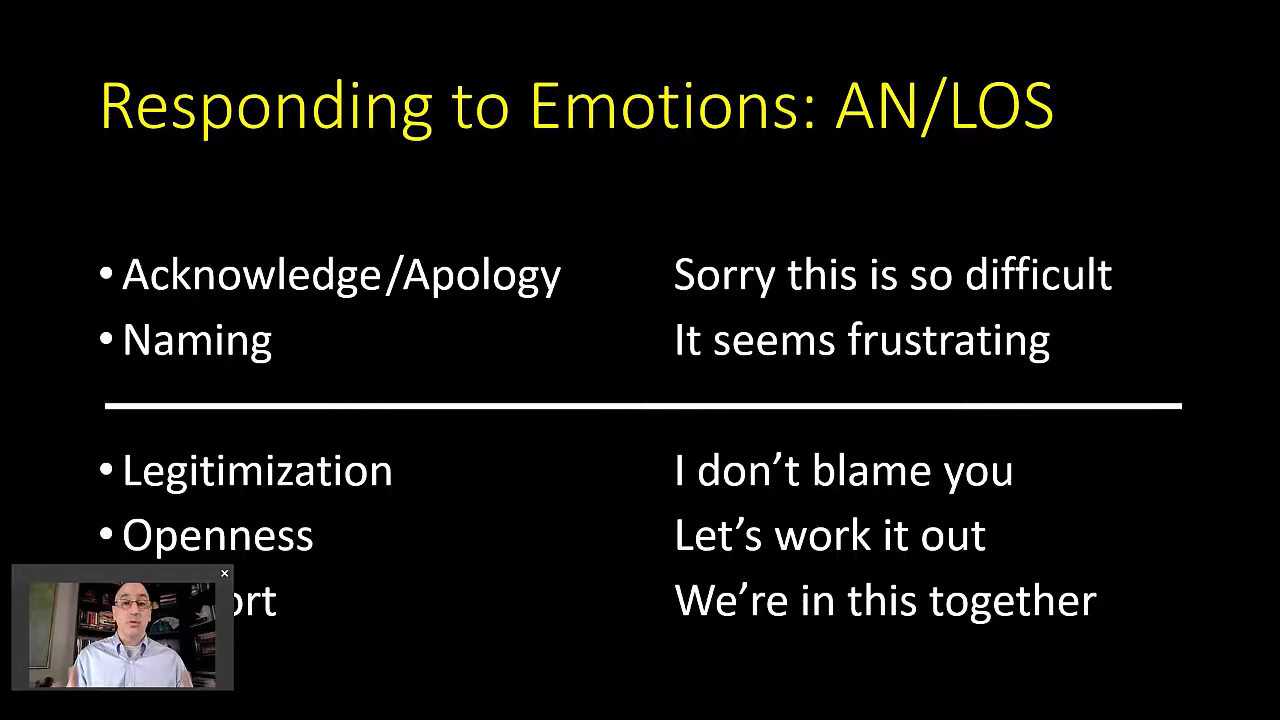 Responding to Emotions: AN/LOS
• Acknowledge/Apology Sorry this is so difficult
• Naming It seems frustrating
• Legitimization I don’t blame you
• Openness Let’s work it out
ort We’re in this together